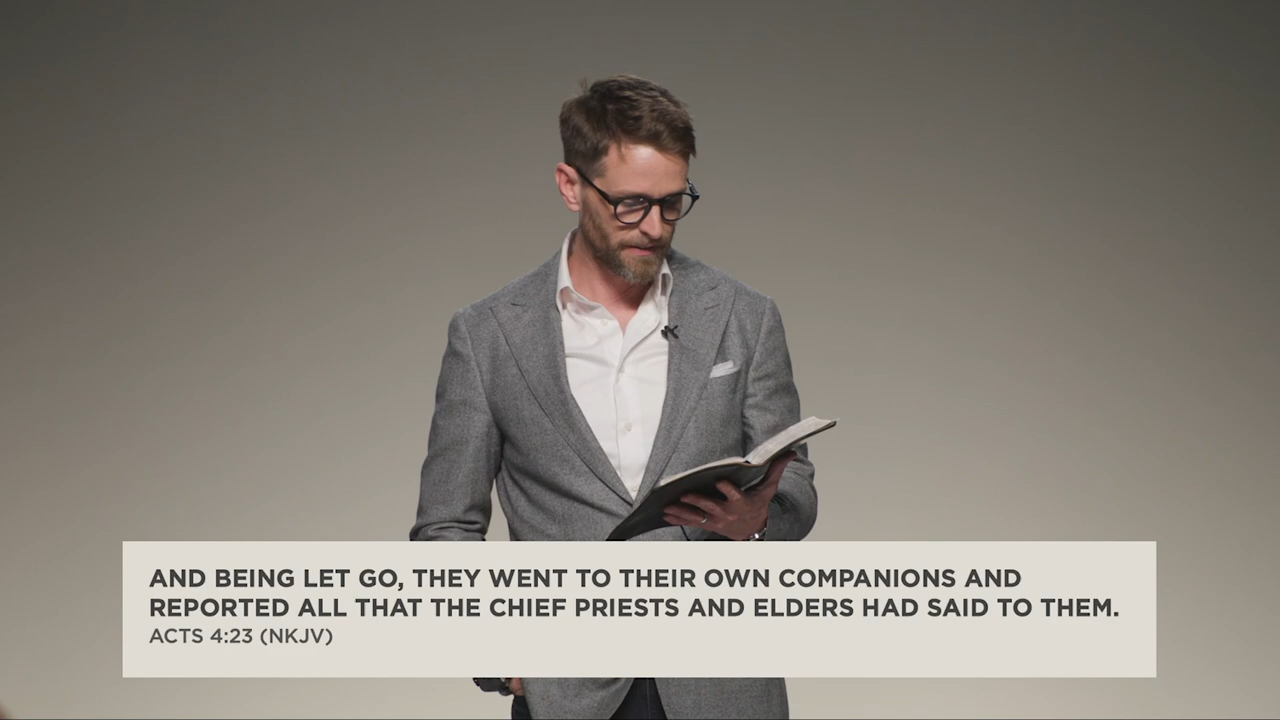 AND BEING LET GO, THEY WENT TO THEIR OWN COMPANIONS AND
REPORTED ALL THAT THE CHIEF PRIESTS AND ELDERS HAD SAID TO THEM.
ACTS 4:23 (NKJV)